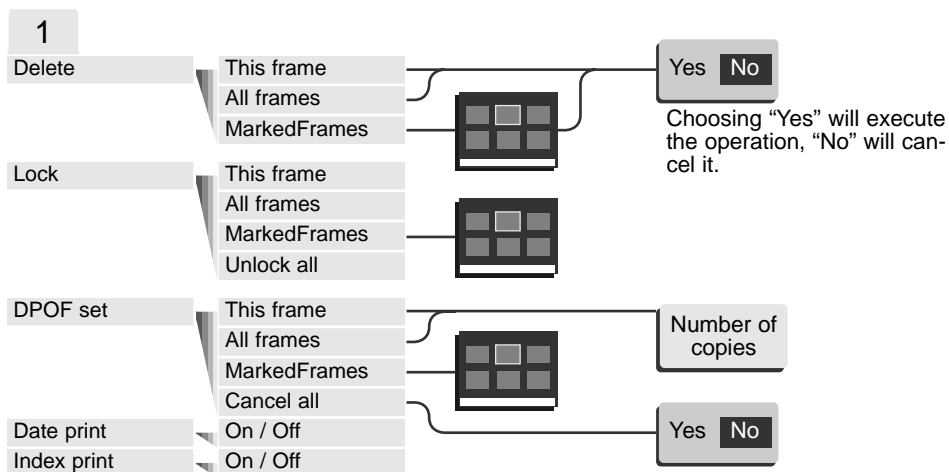 1
Delete
This frame
All frames
MarkedFrames
Yes No
Choosing “Yes” will execute
the operation, “No” will can-
cel it.
Lock
This frame
All frames
MarkedFrames
Unlock all
DPOF set
This frame
All frames
MarkedFrames
Cancel all
Number of
copies
Yes No
Date print
On / Off
Index print
On / Off